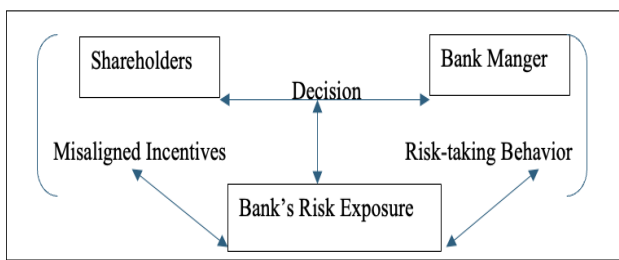 Shareholders
Bank Manger
Decision
Misaligned Incentives
Risk-taking Behavior
Bank's Risk Exposure